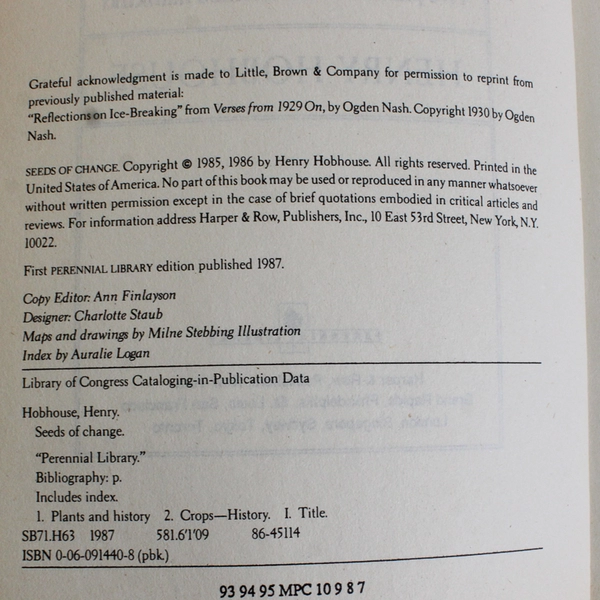 Grateful acknowledgment is made to Little, Brown & Company for permission to reprint from
previously published material:
"Reflections on Ice-Breaking" from Verses from 1929 On, by Ogden Nash. Copyright 1930 by Ogden
Nash.
SEEDS OF CHANGE. Copyright © 1985, 1986 by Henry Hobhouse. All rights reserved. Printed in the
United States of America. No part of this book may be used or reproduced in any manner whatsoever
without written permission except in the case of brief quotations embodied in critical articles and
reviews. For information address Harper & Row, Publishers, Inc., 10 East 53rd Street, New York, N.Y.
10022.
First PERENNIAL LIBRARY edition published 1987.
Copy Editor: Ann Finlayson
Designer: Charlotte Staub
Maps and drawings by Milne Stebbing Illustration
Index by Auralie Logan
Library of Congress Cataloging-in-Publication Data
Hobhouse, Henry.
Seeds of change.
"Perennial Library."
Bibliography: p.
Includes index.
1. Plants and history 2. Crops—History. I. Title.
SB71.H63 1987 581.6'1'09 86-45114
ISBN 0-06-091440-8 (pbk.)
93 94 95 MPC 10 9 8 7